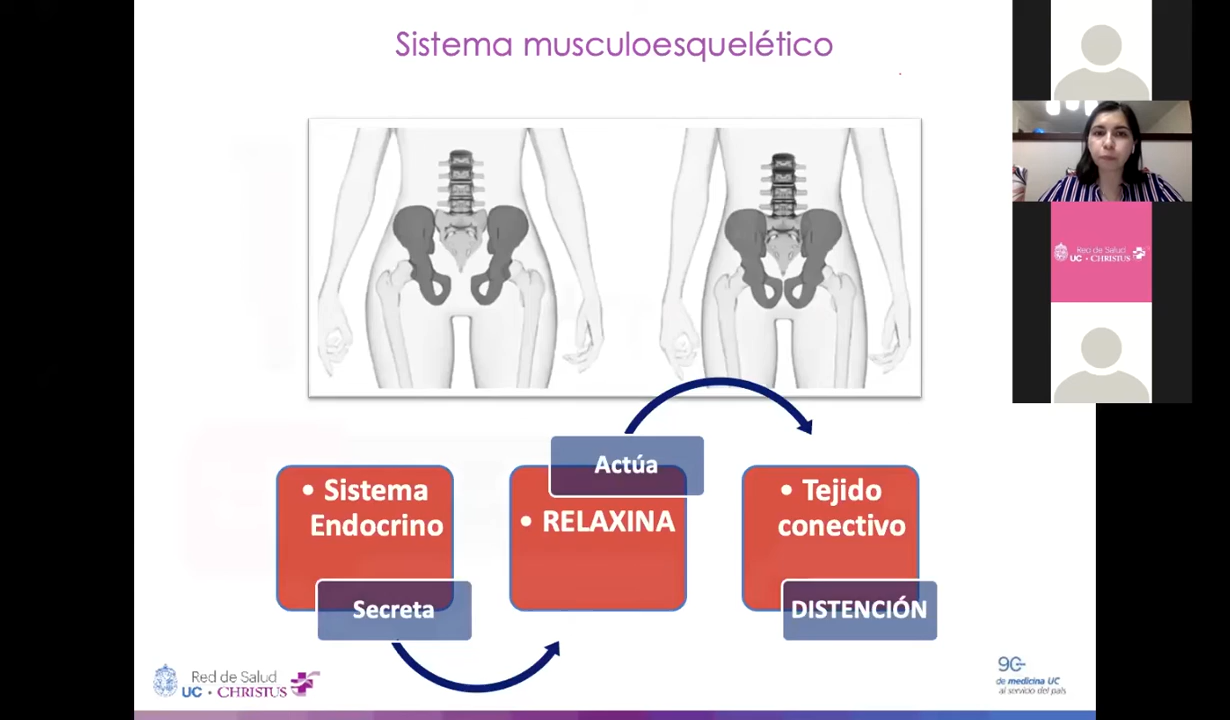 Sistema musculoesquelético
Red de Salud
UC · CHRISTUS
Actúa
• Sistema
Endocrino
• RELAXINA
• Tejido
conectivo
Secreta
DISTENCIÓN
Red de Salud
UC · CHRISTUS
90
de medicina UC
al servicio del país